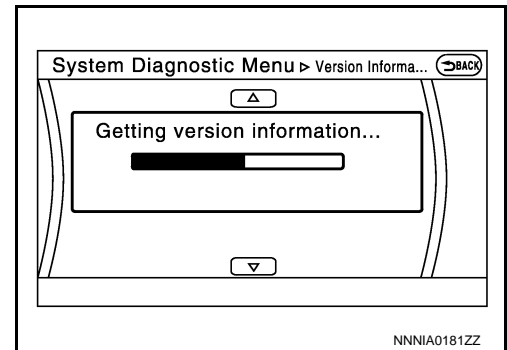 System Diagnostic Menu ▷ Version Informa... BACK
Getting version information...
NNNIA0181ZZ